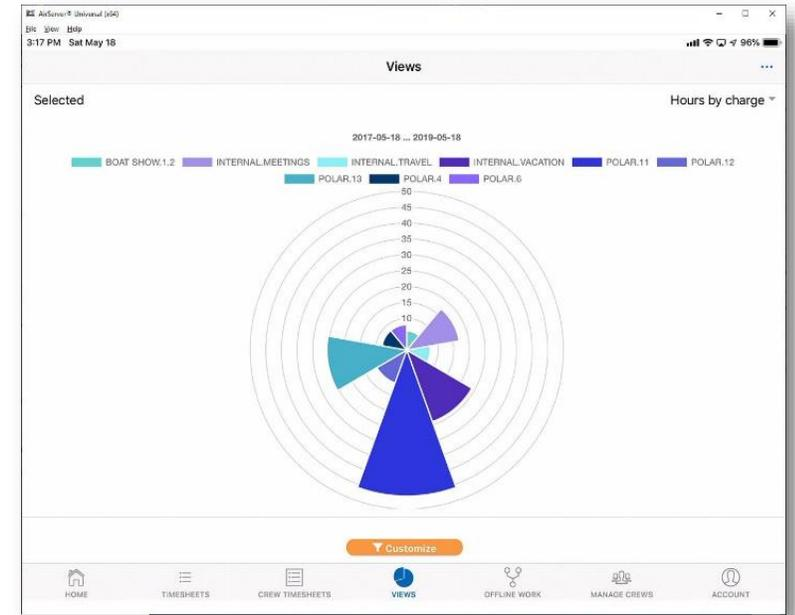 AirServer® Universal (x64)
File View Help
3:17 PM Sat May 18 96%
Views
Selected Hours by charge
2017-05-18 ... 2019-05-18
BOAT SHOW.1.2 INTERNAL.MEETINGS INTERNAL.TRAVEL INTERNAL.VACATION POLAR.11 POLAR.12
POLAR.13 POLAR.4 POLAR.6
50
45
40
35
30
25
20
15
10
Customize
HOME TIMESHEETS CREW TIMESHEETS VIEWS OFFLINE WORK MANAGE CREWS ACCOUNT